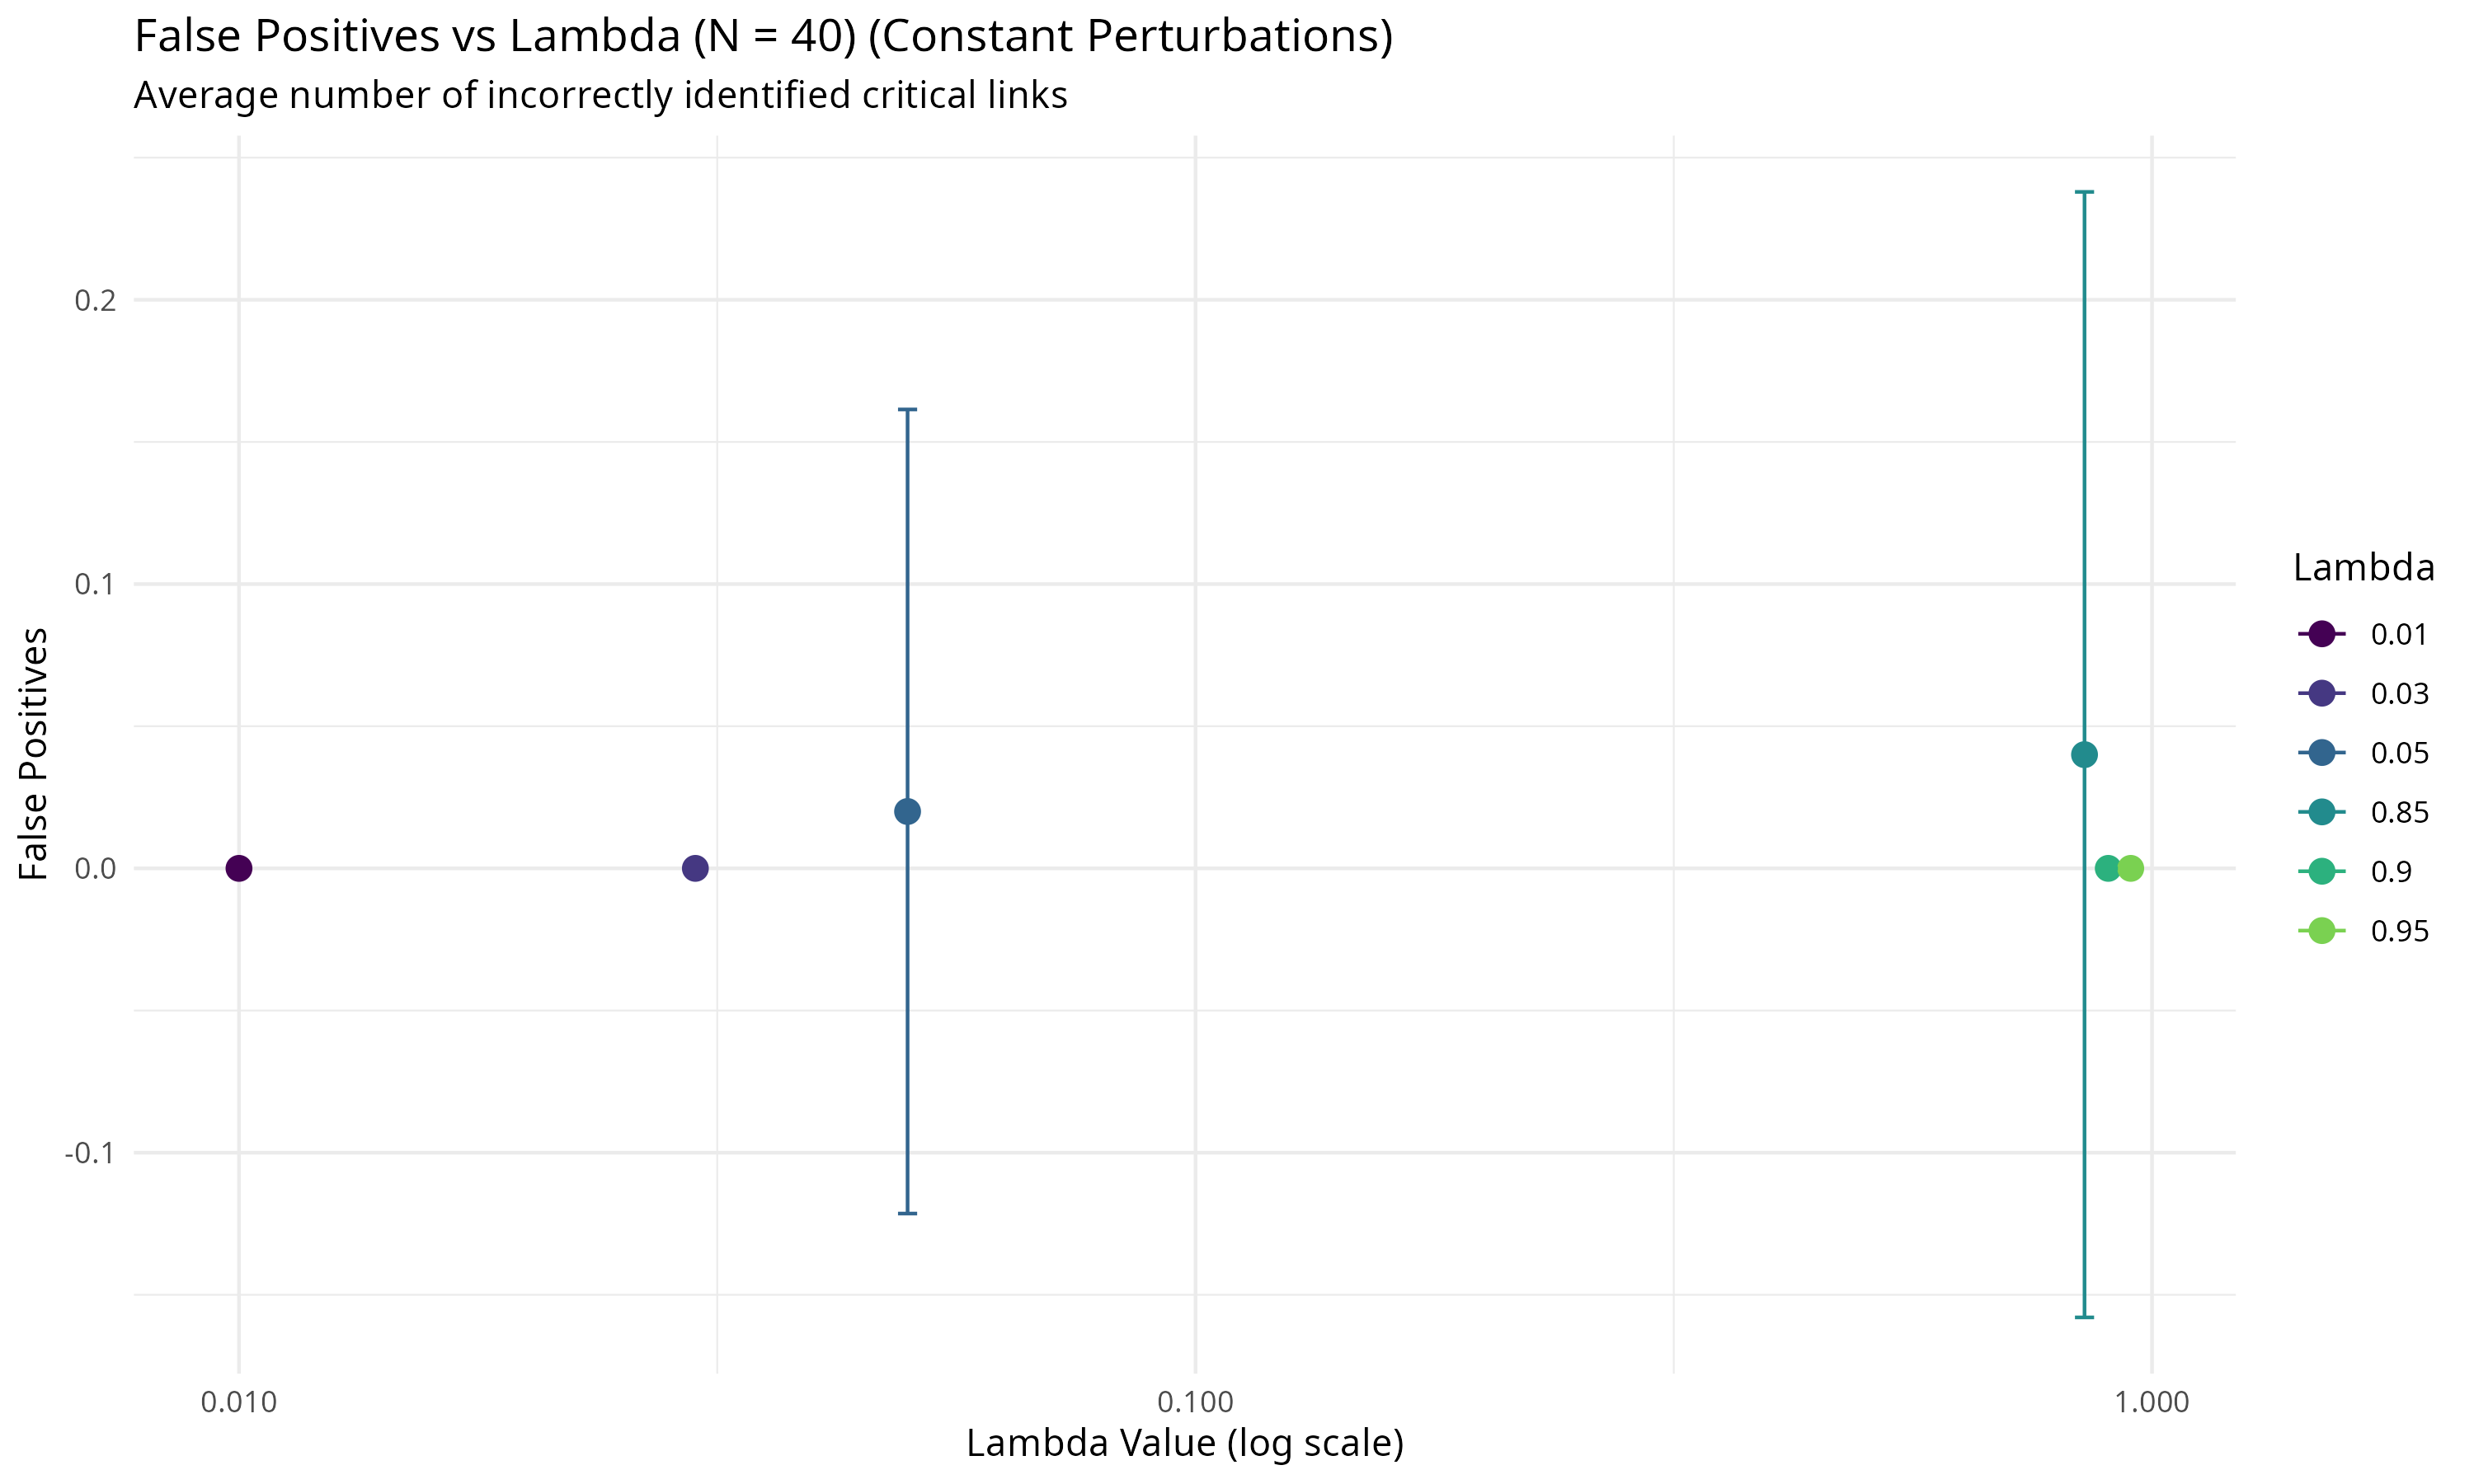 False Positives vs Lambda (N = 40) (Constant Perturbations)
Average number of incorrectly identified critical links
0.2
0.1
0.0
-0.1
False Positives
0.010
0.100
1.000
Lambda Value (log scale)
Lambda
0.01
0.03
0.05
0.85
0.9
0.95